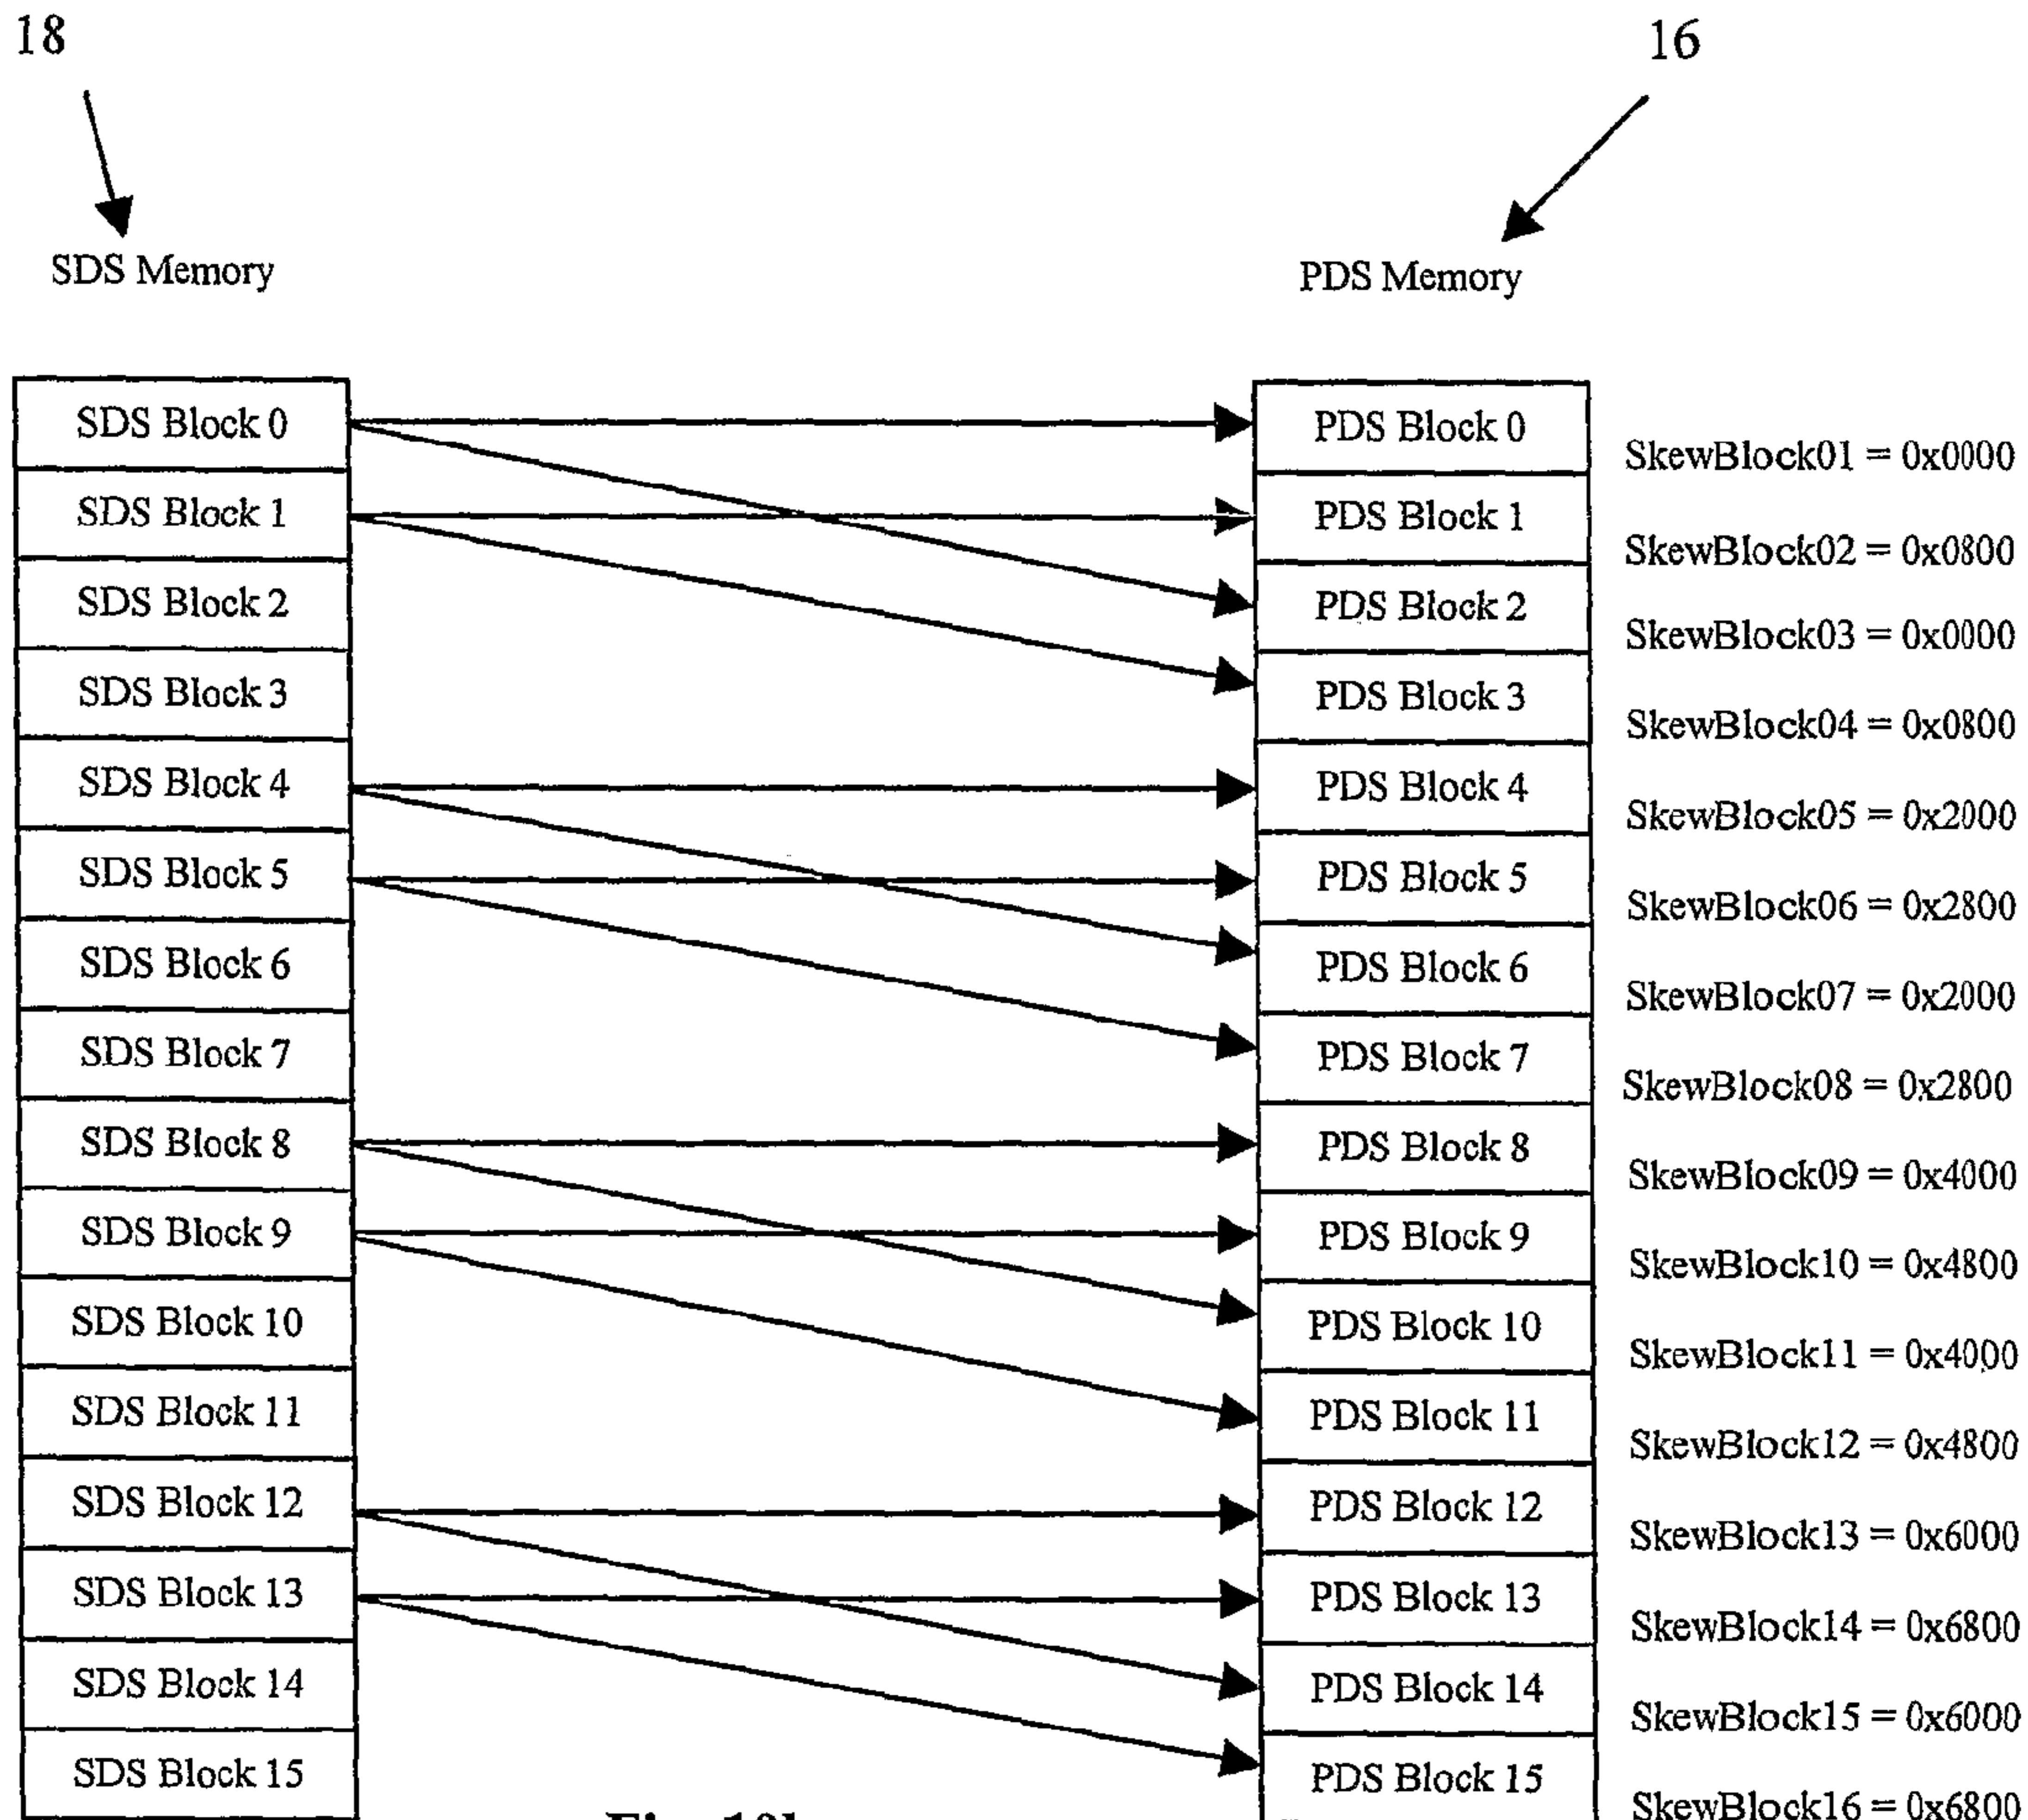 18
16
SDS Memory
PDS Memory
SDS Block 0
SDS Block 1
SDS Block 2
SDS Block 3
SDS Block 4
SDS Block 5
SDS Block 6
SDS Block 7
SDS Block 8
SDS Block 9
SDS Block 10
SDS Block 11
SDS Block 12
SDS Block 13
SDS Block 14
SDS Block 15
PDS Block 0
PDS Block 1
PDS Block 2
PDS Block 3
PDS Block 4
PDS Block 5
PDS Block 6
PDS Block 7
PDS Block 8
PDS Block 9
PDS Block 10
PDS Block 11
PDS Block 12
PDS Block 13
PDS Block 14
PDS Block 15
SkewBlock01 = 0x0000
SkewBlock02 = 0x0800
SkewBlock03 = 0x0000
SkewBlock04 = 0x0800
SkewBlock05 = 0x2000
SkewBlock06 = 0x2800
SkewBlock07 = 0x2000
SkewBlock08 = 0x2800
SkewBlock09 = 0x4000
SkewBlock10 = 0x4800
SkewBlock11 = 0x4000
SkewBlock12 = 0x4800
SkewBlock13 = 0x6000
SkewBlock14 = 0x6800
SkewBlock15 = 0x6000
SkewBlock16 = 0x6800